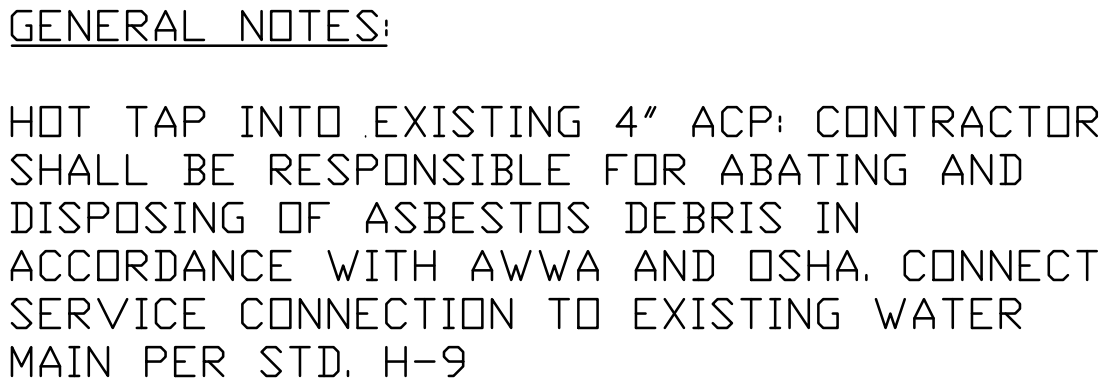 GENERAL NOTES:
HOT TAP INTO EXISTING 4" ACP: CONTRACTOR
SHALL BE RESPONSIBLE FOR ABATING AND
DISPOSING OF ASBESTOS DEBRIS IN
ACCORDANCE WITH AWWA AND OSHA. CONNECT
SERVICE CONNECTION TO EXISTING WATER
MAIN PER STD. H-9